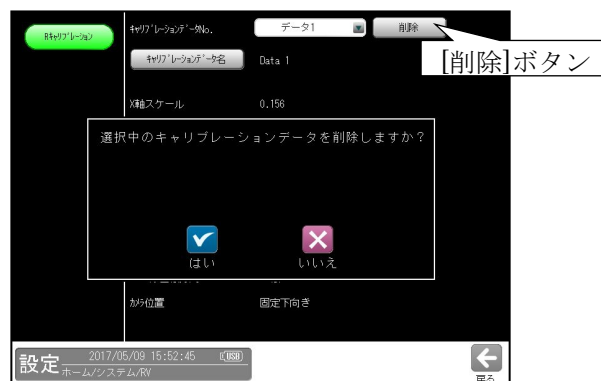 Rｷｬﾘﾌﾞﾚｰｼｮﾝ
ｷｬﾘﾌﾞﾚｰｼｮﾝﾃﾞｰﾀNo.
データ1
削除
[削除]ボタン
ｷｬﾘﾌﾞﾚｰｼｮﾝﾃﾞｰﾀ名
Data 1
X軸スケール
0.156
選択中のキャリブレーションデータを削除しますか？
はい
いいえ
ｶﾒﾗ位置
固定下向き
設定
2017/05/09 15:52:45
USB
ホーム/システム/RV
戻る